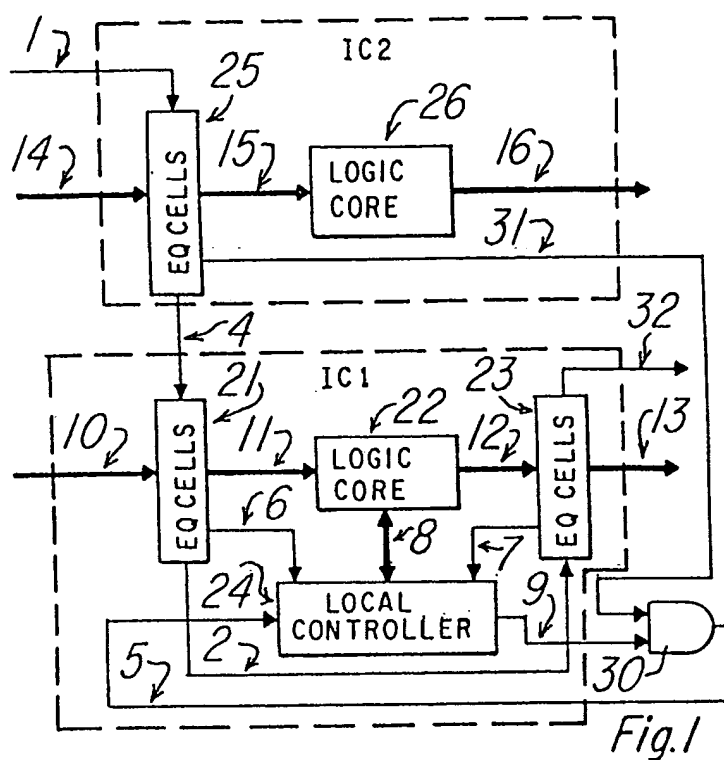 1
IC2
25
26
14
EQ CELLS
15
LOGIC
CORE
16
31
4
32
21
IC1
23
22
10
EQ CELLS
11
LOGIC
CORE
12
EQ CELLS
13
6
8
7
24
LOCAL
CONTROLLER
9
5
2
30
Fig.1